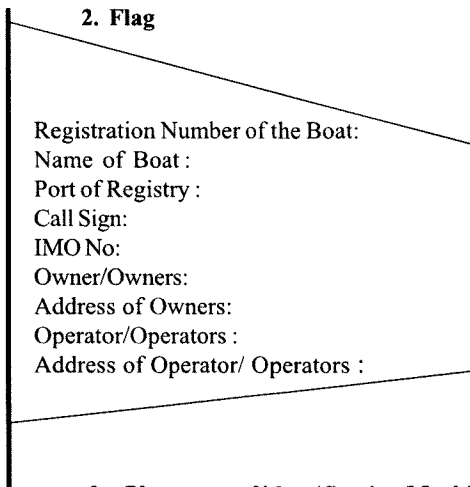 2. Flag
Registration Number of the Boat:
Name of Boat :
Port of Registry :
Call Sign:
IMO No:
Owner/Owners:
Address of Owners:
Operator/Operators :
Address of Operator/ Operators :